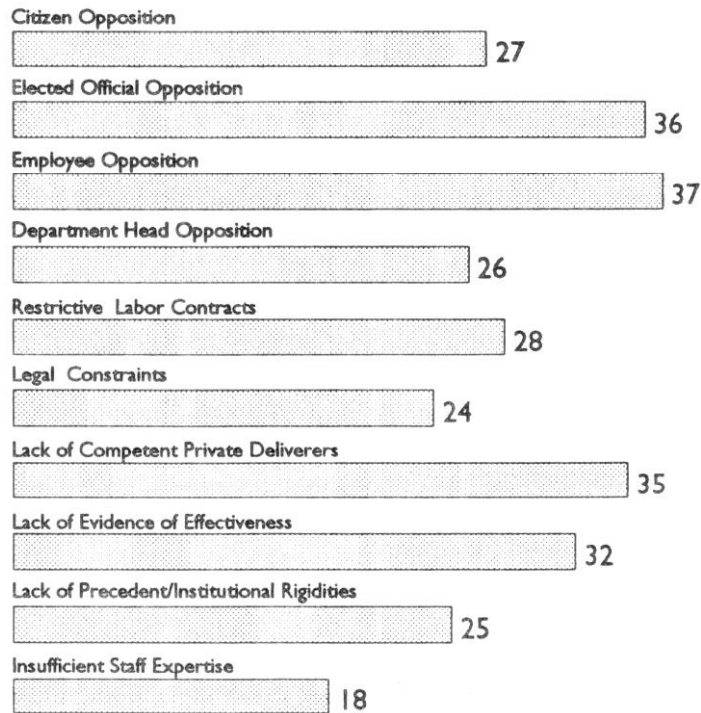 Citizen Opposition
27
Elected Official Opposition
36
Employee Opposition
37
Department Head Opposition
26
Restrictive Labor Contracts
28
Legal Constraints
24
Lack of Competent Private Deliverers
35
Lack of Evidence of Effectiveness
32
Lack of Precedent/Institutional Rigidities
25
Insufficient Staff Expertise
18